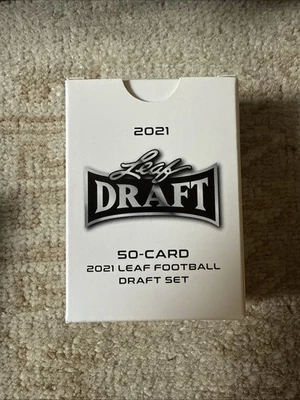 2021
Leaf
DRAFT
50-CARD
2021 LEAF FOOTBALL
DRAFT SET